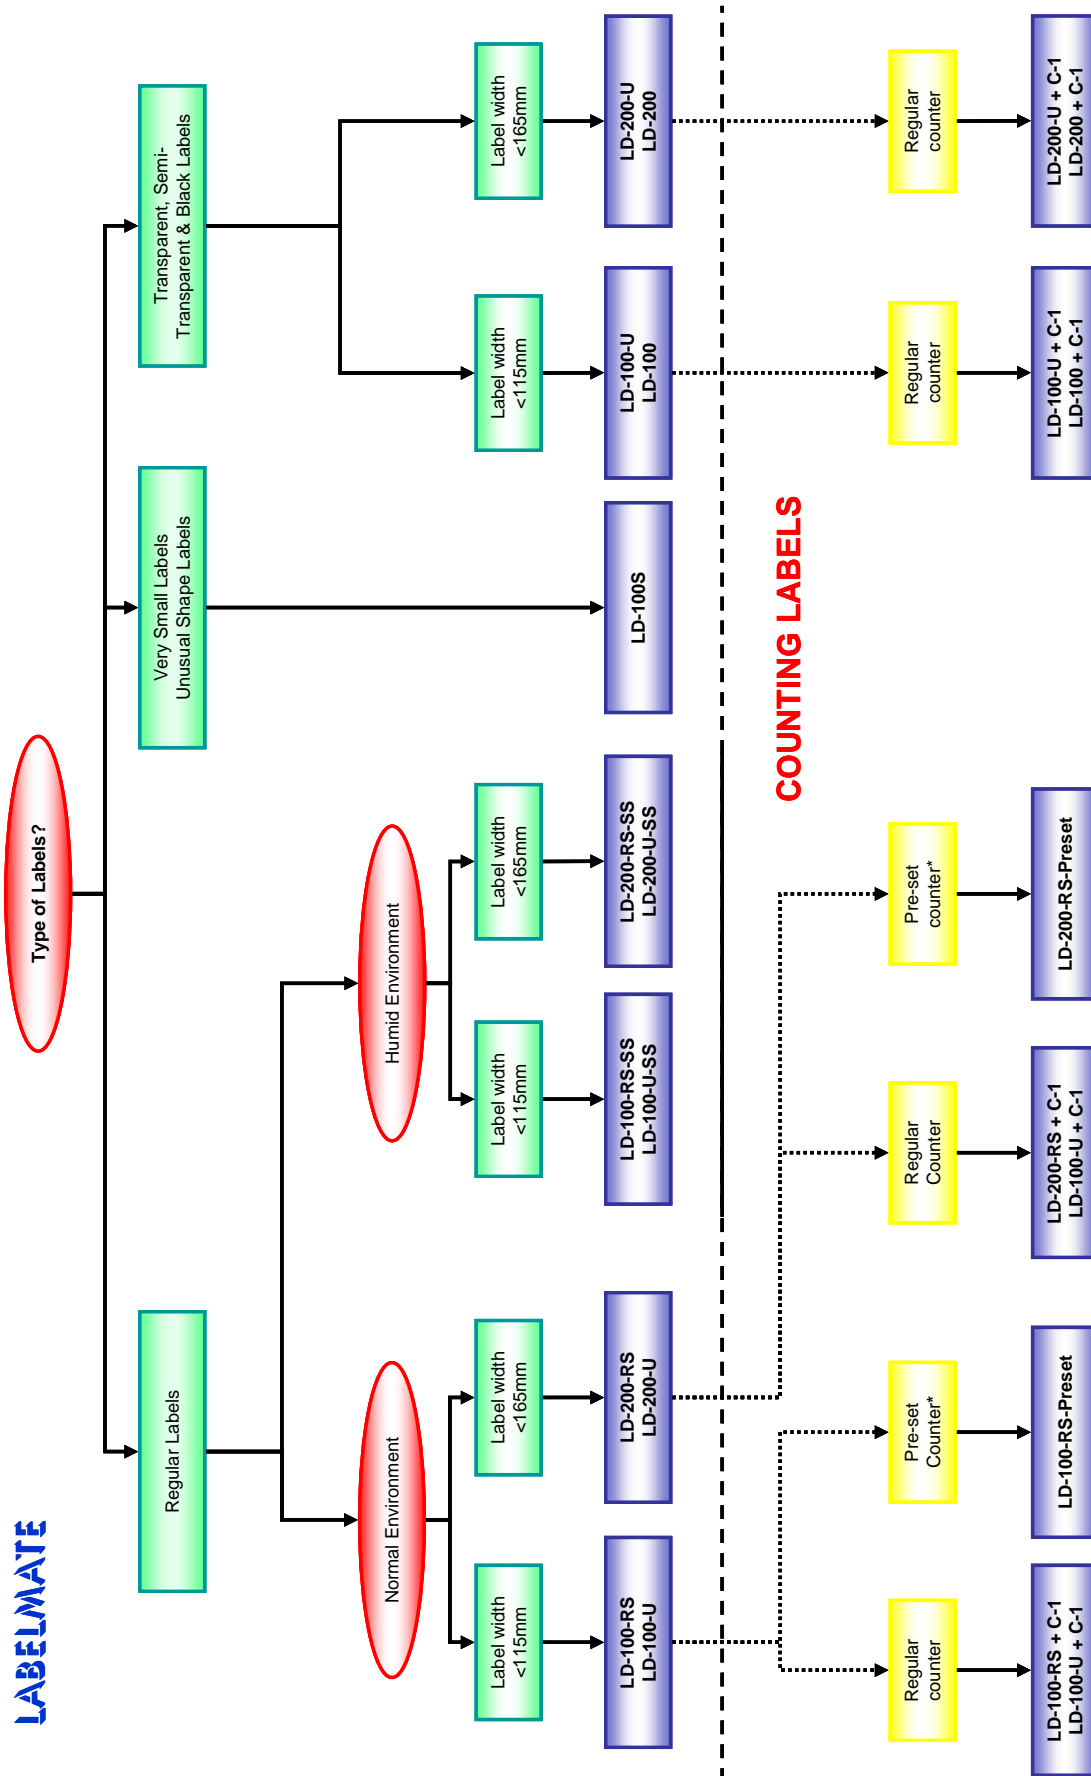 LABELMATE
Type of Labels?
Regular Labels
Very Small Labels
Unusual Shape Labels
Transparent, Semi-
Transparent & Black Labels
Normal Environment
Humid Environment
Label width
<115mm
Label width
<165mm
Label width
<115mm
Label width
<165mm
Label width
<115mm
Label width
<165mm
LD-100-RS
LD-100-U
LD-200-RS
LD-200-U
LD-100-RS-SS
LD-100-U-SS
LD-200-RS-SS
LD-200-U-SS
LD-100S
LD-100-U
LD-100
LD-200-U
LD-200
COUNTING LABELS
Regular
counter
Pre-set
Counter*
Regular
Counter
Pre-set
counter*
Regular
counter
Regular
counter
LD-100-RS + C-1
LD-100-U + C-1
LD-100-RS-Preset
LD-200-RS + C-1
LD-100-U + C-1
LD-200-RS-Preset
LD-100-U + C-1
LD-100 + C-1
LD-200-U + C-1
LD-200 + C-1